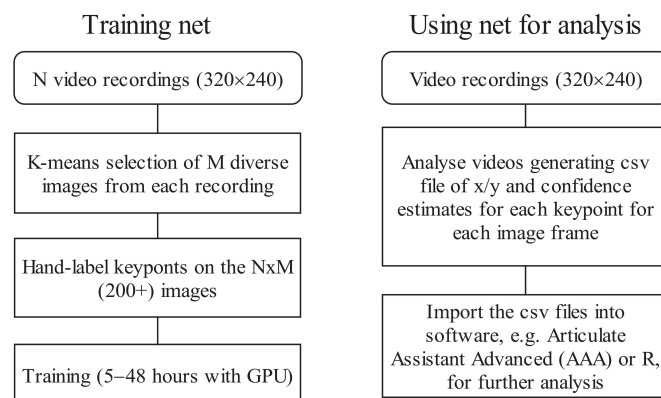 Training net
N video recordings (320×240)
K-means selection of M diverse
images from each recording
Hand-label keyponts on the NxM
(200+) images
Training (5–48 hours with GPU)
Using net for analysis
Video recordings (320×240)
Analyse videos generating csv
file of x/y and confidence
estimates for each keypoint for
each image frame
Import the csv files into
software, e.g. Articulate
Assistant Advanced (AAA) or R,
for further analysis